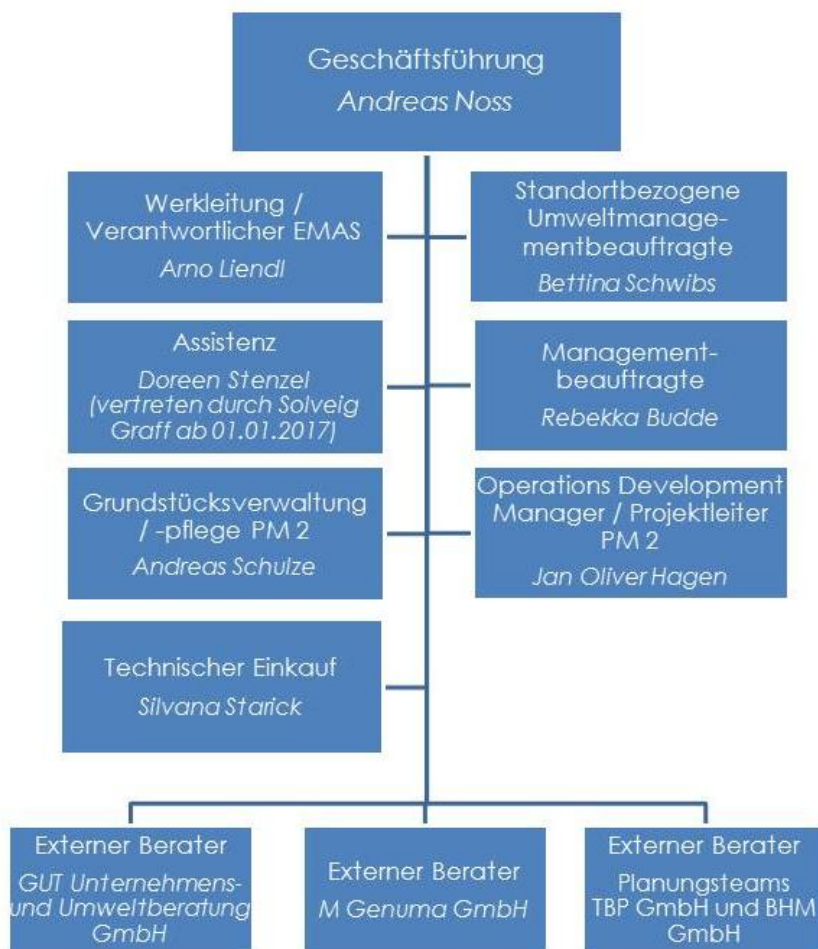 Geschäftsführung
Andreas Noss
Werkleitung /
Verantwortlicher EMAS
Arno Liendl
Standortbezogene
Umweltmanage-
mentbeauftragte
Bettina Schwibs
Assistenz
Doreen Stenzel
(vertreten durch Solveig
Graff ab 01.01.2017)
Management-
beauftragte
Rebekka Budde
Grundstücksverwaltung
/ -pflege PM 2
Andreas Schulze
Operations Development
Manager / Projektleiter
PM 2
Jan Oliver Hagen
Technischer Einkauf
Silvana Starick
Externer Berater
GUT Unternehmens-
und Umweltberatung
GmbH
Externer Berater
M Genuma GmbH
Externer Berater
Planungsteams
TBP GmbH und BHM
GmbH